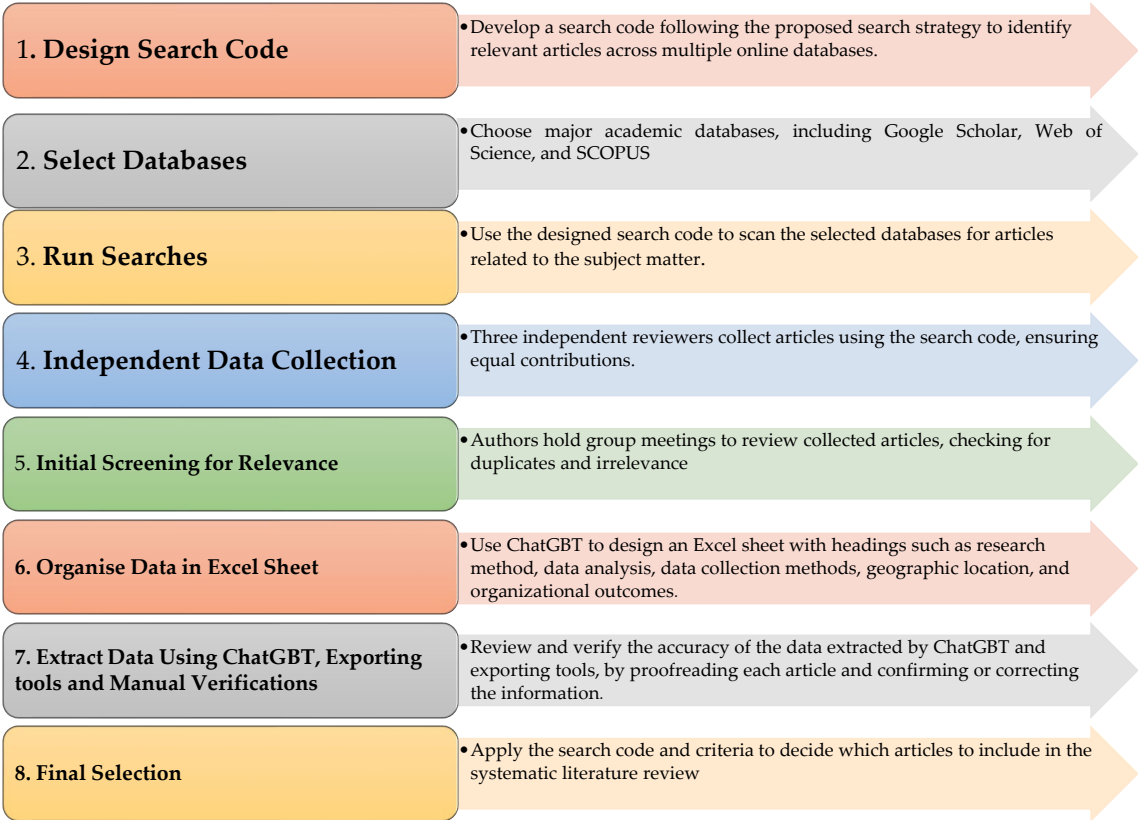 1. Design Search Code
•Develop a search code following the proposed search strategy to identify
relevant articles across multiple online databases.
2. Select Databases
•Choose major academic databases, including Google Scholar, Web of
Science, and SCOPUS
3. Run Searches
•Use the designed search code to scan the selected databases for articles
related to the subject matter.
4. Independent Data Collection
•Three independent reviewers collect articles using the search code, ensuring
equal contributions.
5. Initial Screening for Relevance
•Authors hold group meetings to review collected articles, checking for
duplicates and irrelevance
6. Organise Data in Excel Sheet
•Use ChatGBT to design an Excel sheet with headings such as research
method, data analysis, data collection methods, geographic location, and
organizational outcomes.
7. Extract Data Using ChatGBT, Exporting
tools and Manual Verifications
•Review and verify the accuracy of the data extracted by ChatGBT and
exporting tools, by proofreading each article and confirming or correcting
the information.
8. Final Selection
•Apply the search code and criteria to decide which articles to include in the
systematic literature review